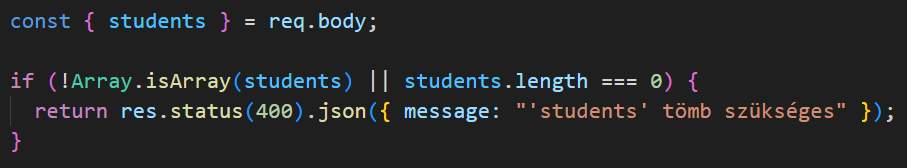 const { students } = req.body;
if (!Array.isArray(students) || students.length === 0) {
return res.status(400).json({ message: "'students' tömb szükséges" });
}